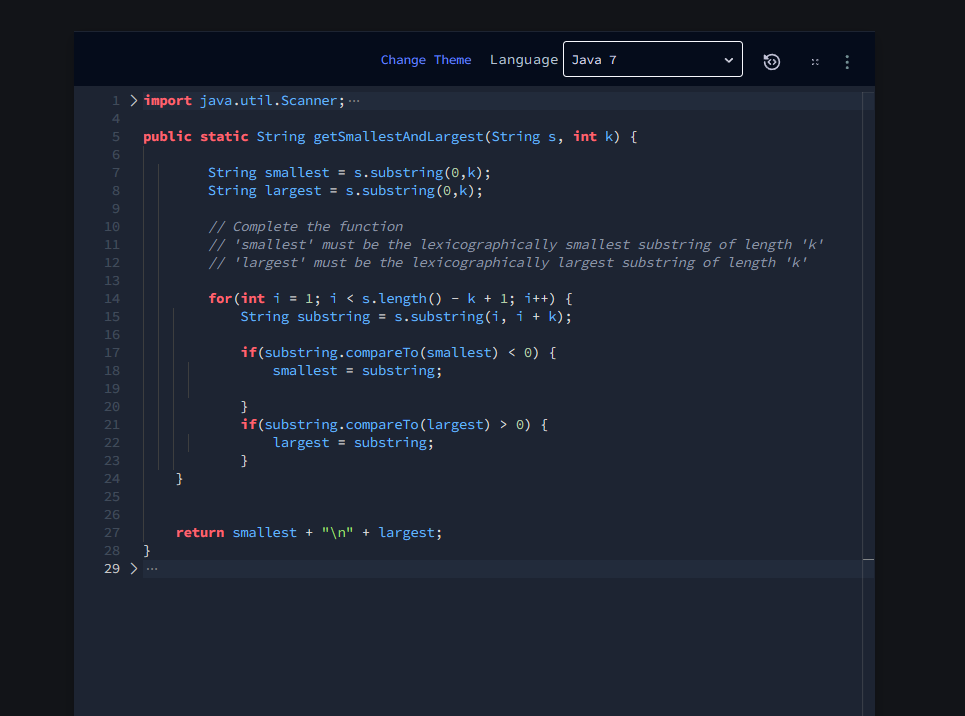 Change Theme Language Java 7
1 import java.util.Scanner;···
4
5 public static String getSmallestAndLargest(String s, int k) {
6
7 String smallest = s.substring(0,k);
8 String largest = s.substring(0,k);
9
10 // Complete the function
11 // 'smallest' must be the lexicographically smallest substring of length 'k'
12 // 'largest' must be the lexicographically largest substring of length 'k'
13
14 for(int i = 1; i < s.length() - k + 1; i++) {
15 String substring = s.substring(i, i + k);
16
17 if(substring.compareTo(smallest) < 0) {
18 smallest = substring;
19
20 }
21 if(substring.compareTo(largest) > 0) {
22 largest = substring;
23 }
24 }
25
26
27 return smallest + "\n" + largest;
28 }
29 ···